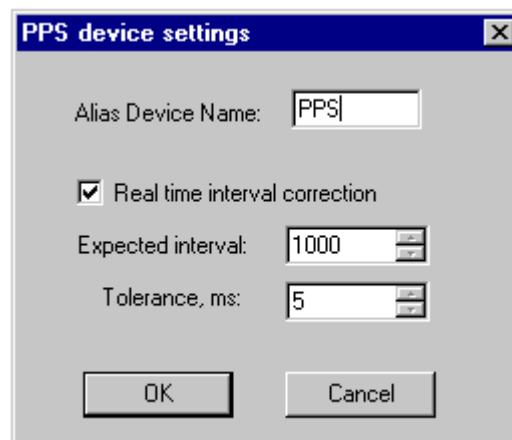 PPS device settings
Alias Device Name: PPS
Real time interval correction
Expected interval: 1000
Tolerance, ms: 5
OK Cancel